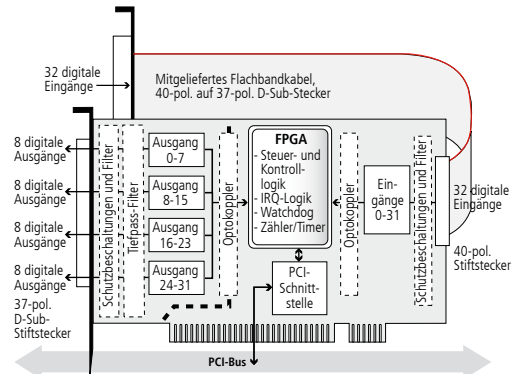 32 digitale
Eingänge
Mitgeliefertes Flachbandkabel,
40-pol. auf 37-pol. D-Sub-Stecker
8 digitale
Ausgänge
8 digitale
Ausgänge
8 digitale
Ausgänge
8 digitale
Ausgänge
37-pol.
D-Sub-
Stiftstecker
Schutzbeschaltungen und Filter
Tiefpass-Filter
Ausgang
0-7
Ausgang
8-15
Ausgang
16-23
Ausgang
24-31
Optokoppler
FPGA
- Steuer- und
Kontroll-
logik
- IRQ-Logik
- Watchdog
- Zähler/Timer
PCI-
Schnitt-
stelle
Optokoppler
Ein-
gänge
0-31
Schutzbeschaltungen und Filter
32 digitale
Eingänge
40-pol.
Stiftstecker
PCI-Bus